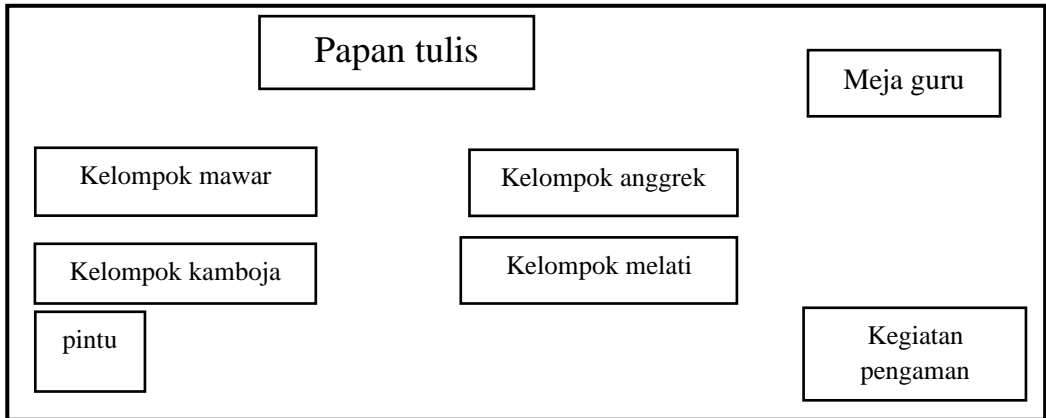 Papan tulis
Meja guru
Kelompok mawar
Kelompok anggrek
Kelompok kamboja
Kelompok melati
pintu
Kegiatan
pengaman